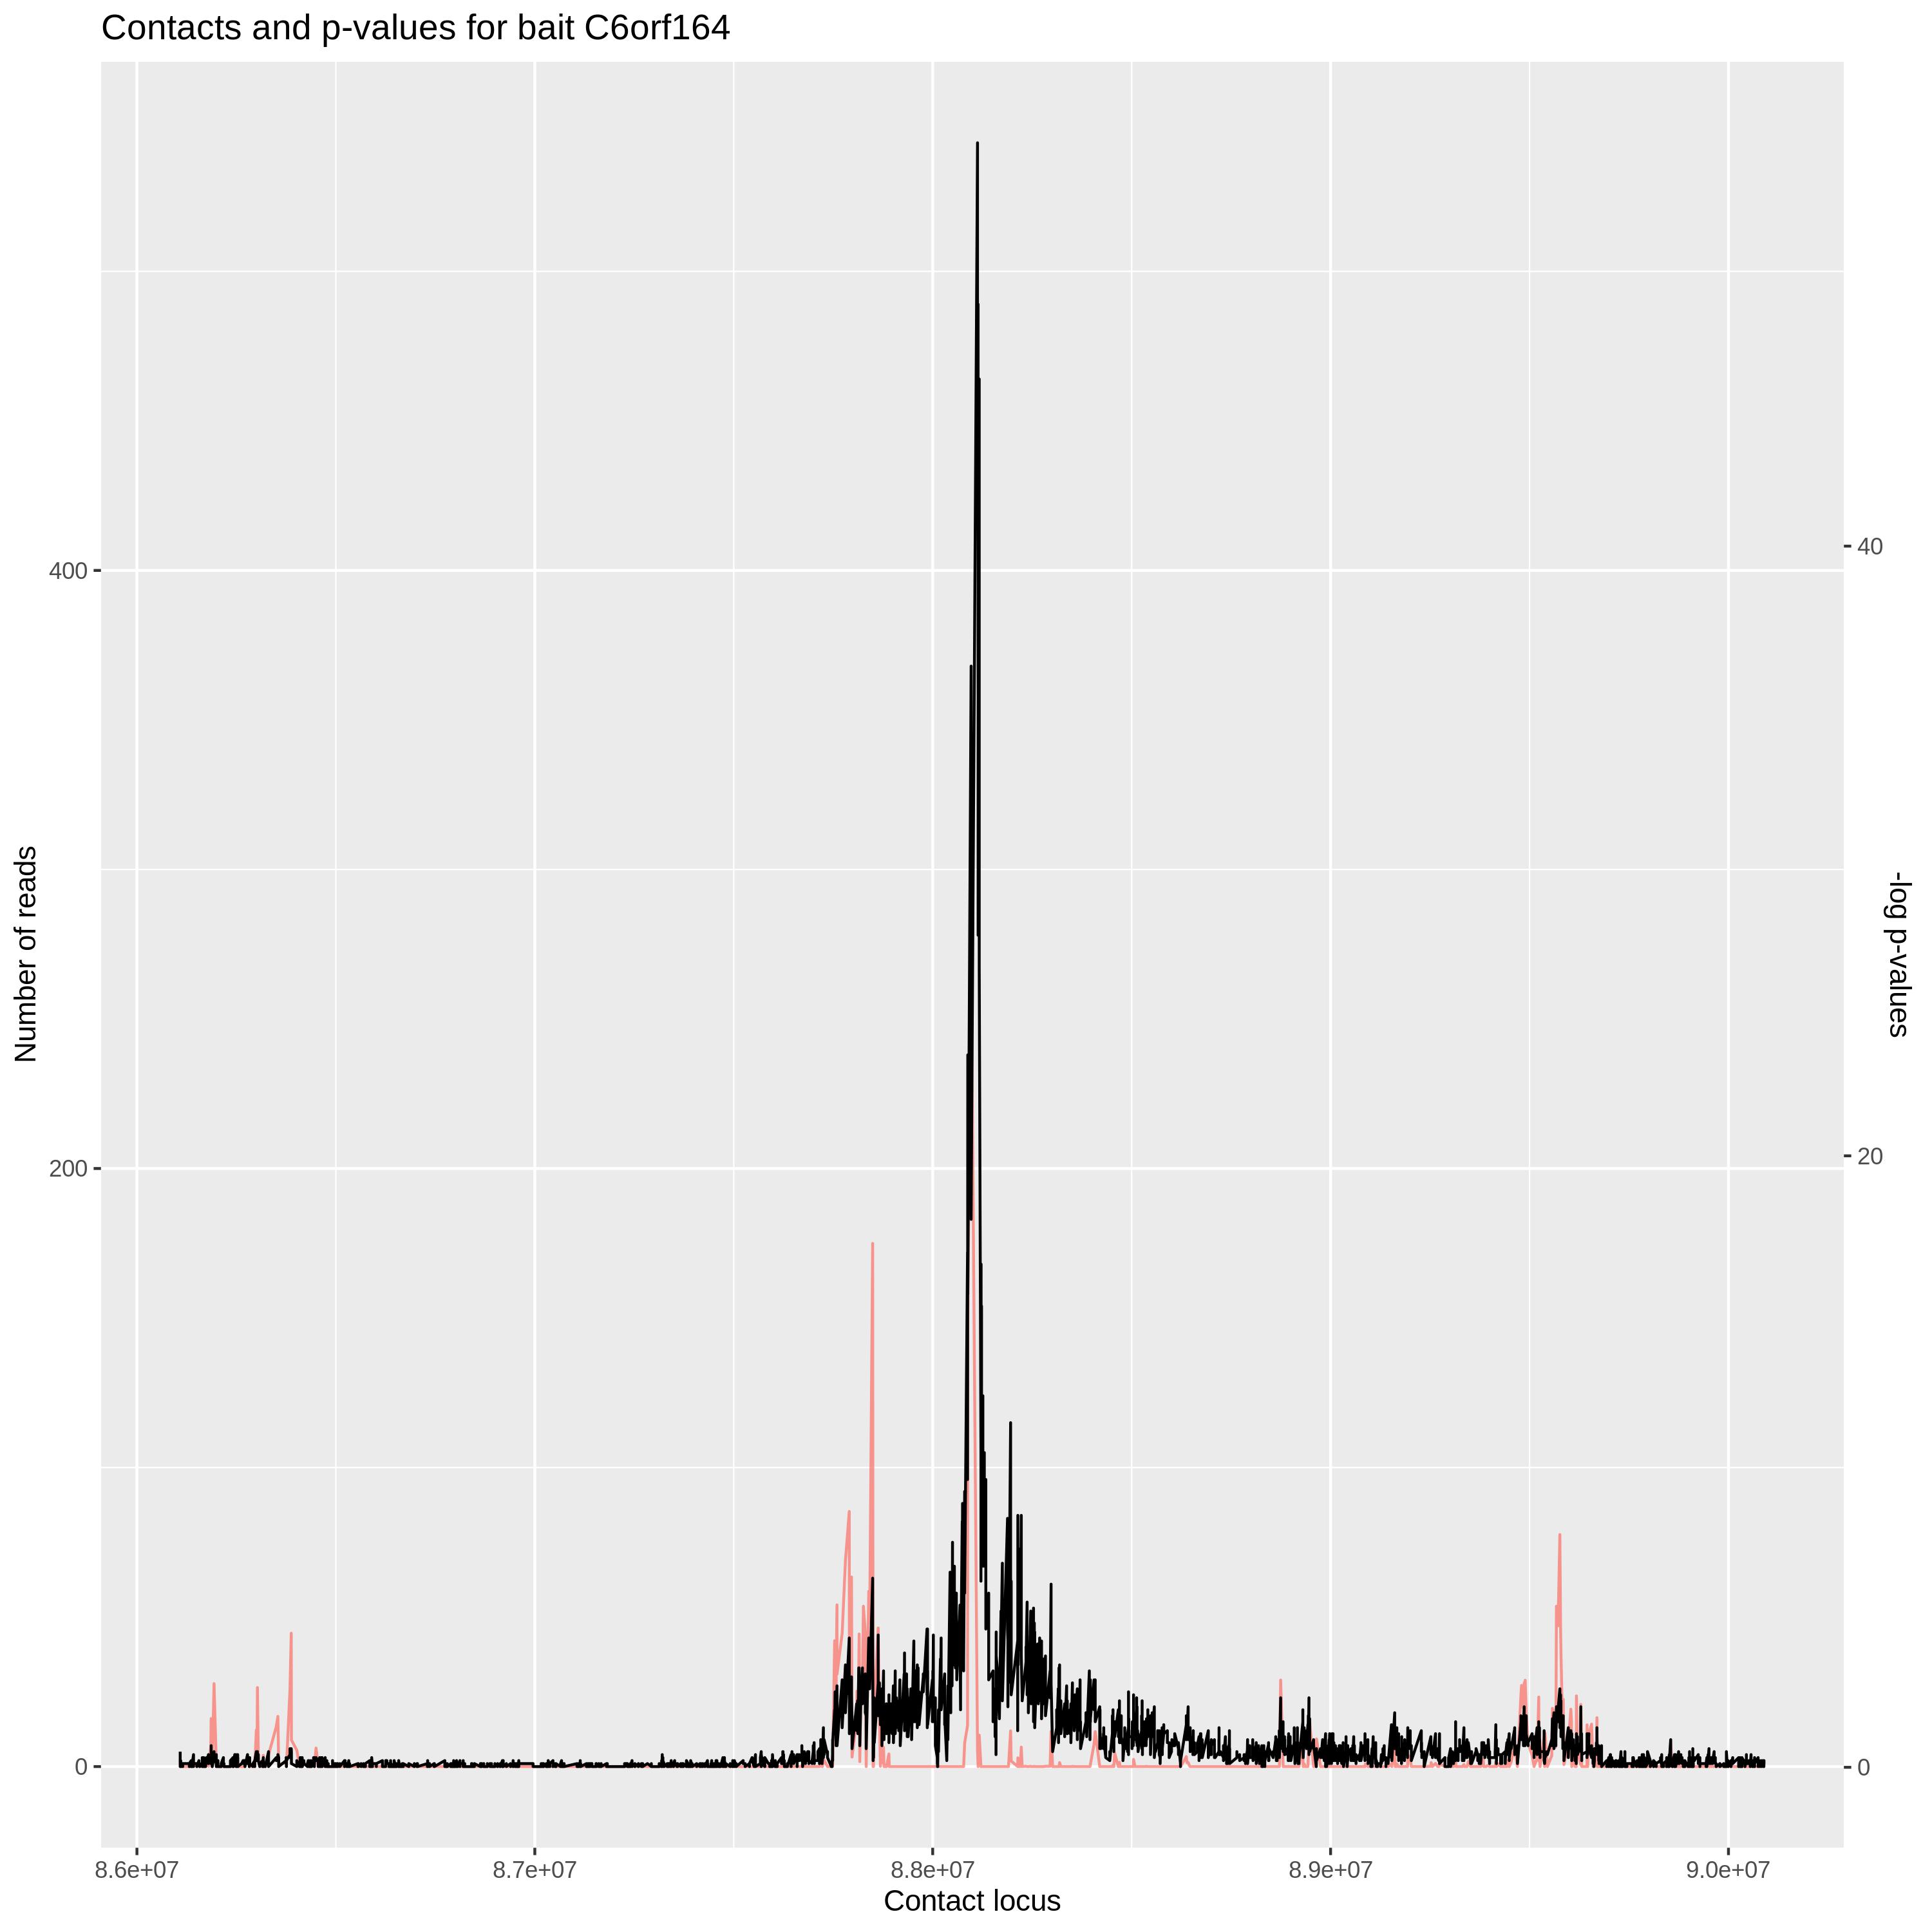 Contacts and p-values for bait C6orf164
400
200
0
Number of reads
40
20
0
-log p-values
8.6e+07
8.7e+07
8.8e+07
8.9e+07
9.0e+07
Contact locus